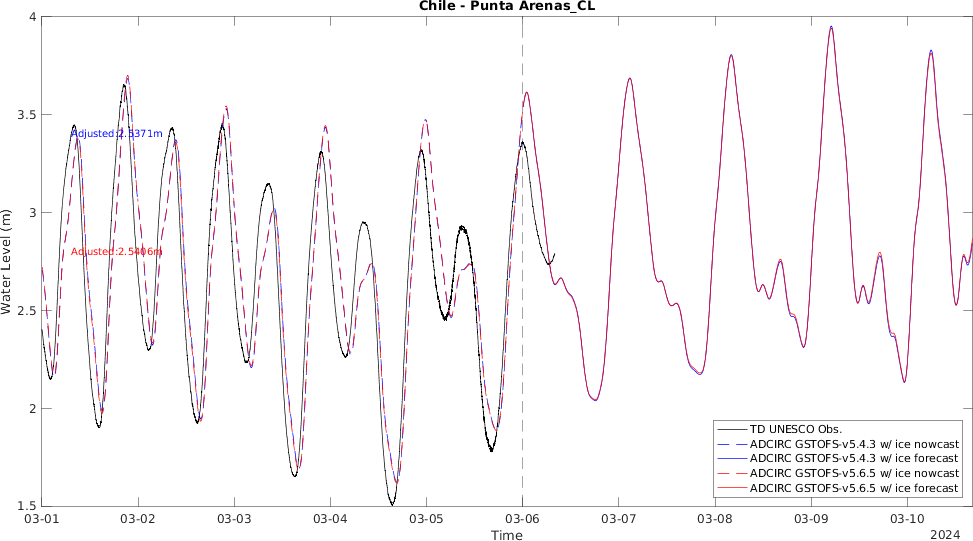 Chile - Punta Arenas_CL
4
3.5
3
2.5
2
1.5
Water Level (m)
Adjusted:2.5371m
Adjusted:2.5406m
03-01
03-02
03-03
03-04
03-05
03-06
03-07
03-08
03-09
03-10
Time
2024
TD UNESCO Obs.
ADCIRC GSTOFS-v5.4.3 w/ ice nowcast
ADCIRC GSTOFS-v5.4.3 w/ ice forecast
ADCIRC GSTOFS-v5.6.5 w/ ice nowcast
ADCIRC GSTOFS-v5.6.5 w/ ice forecast